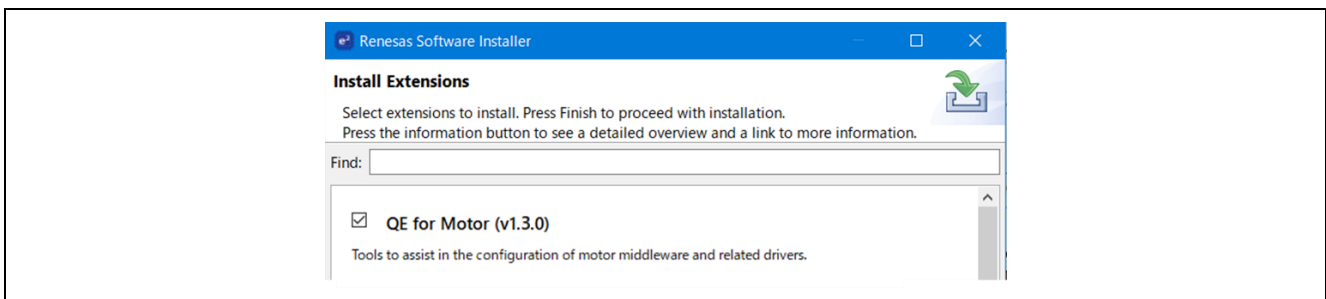 e² Renesas Software Installer
Install Extensions
Select extensions to install. Press Finish to proceed with installation.
Press the information button to see a detailed overview and a link to more information.
Find:
QE for Motor (v1.3.0)
Tools to assist in the configuration of motor middleware and related drivers.